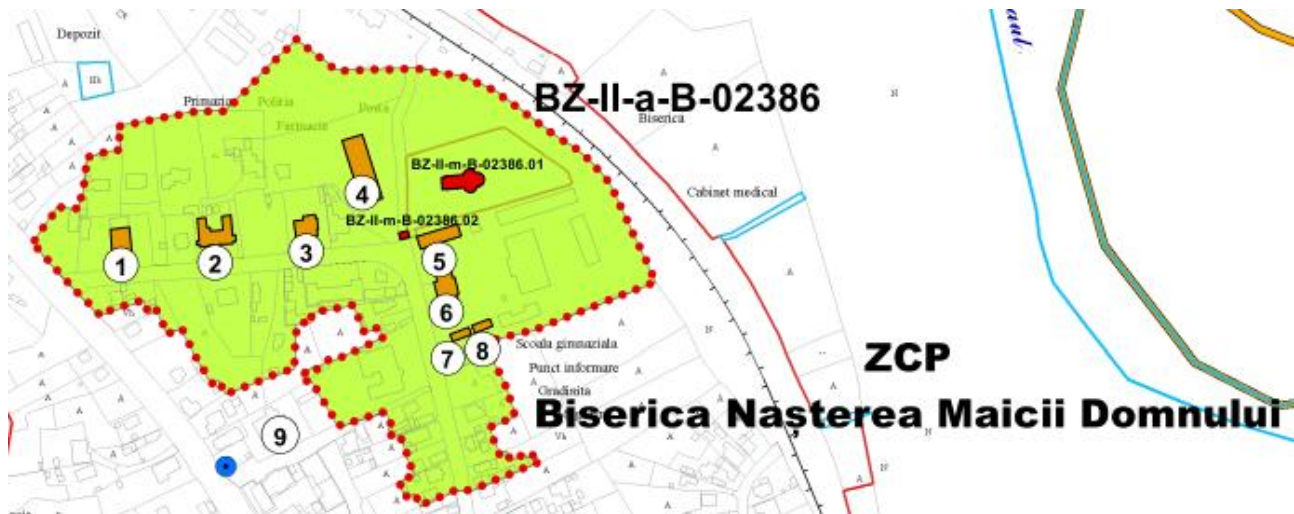 Depozit
Primaria
Politia
Posta
Farmacie
BZ-II-a-B-02386
Biserica
BZ-II-m-B-02386.01
Cabinet medical
BZ-II-m-B-02386.02
4
1
2
3
5
6
7
8
9
Scoala gimnaziala
Punct informare
Gradinita
ZCP
Biserica Nașterea Maicii Domnului